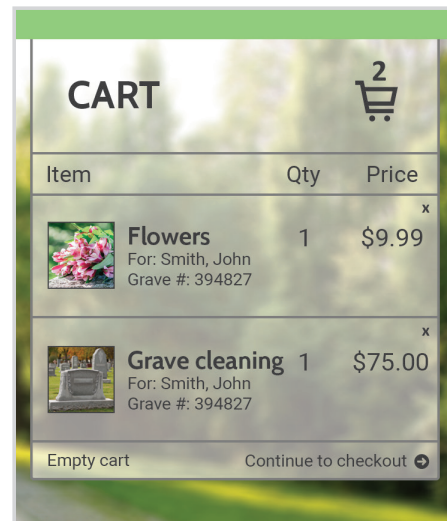 CART
2
Item Qty Price
x
Flowers 1 $9.99
For: Smith, John
Grave #: 394827
x
Grave cleaning 1 $75.00
For: Smith, John
Grave #: 394827
Empty cart Continue to checkout